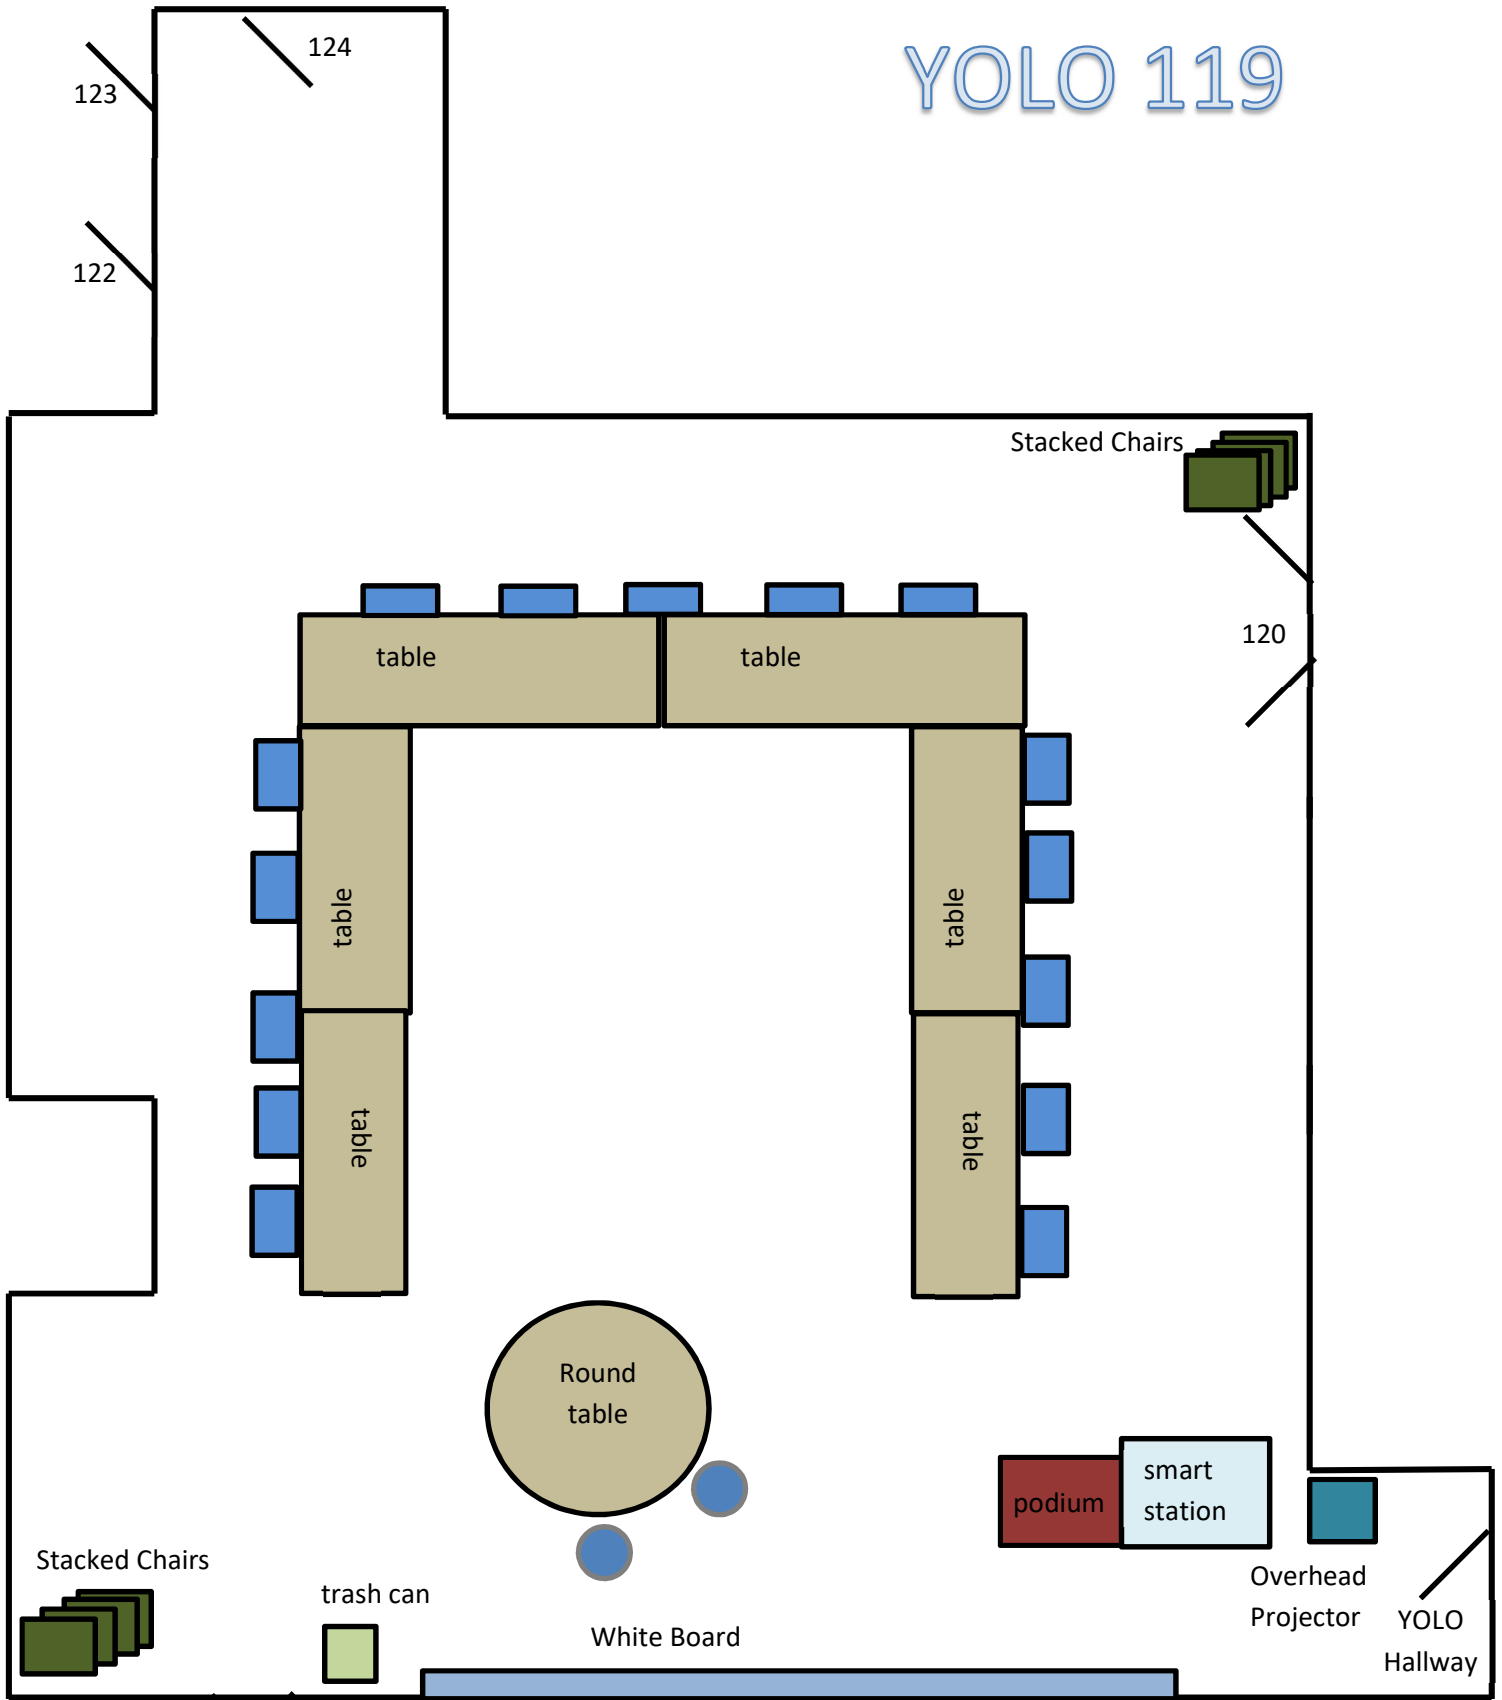 YOLO 119
124
123
122
Stacked Chairs
120
table
table
table
table
table
table
Round
table
smart
station
podium
Stacked Chairs
Overhead
Projector
trash can
YOLO
Hallway
White Board